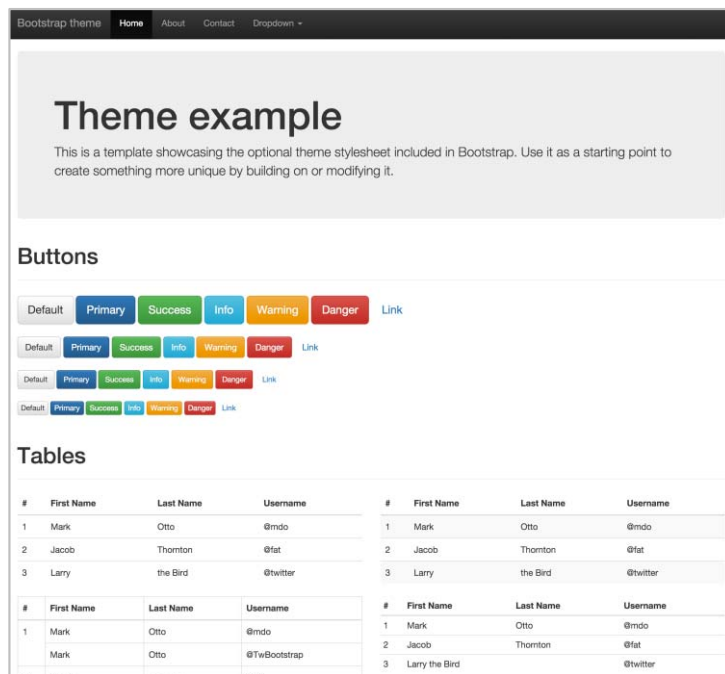 Bootstrap theme Home About Contact Dropdown
Theme example
This is a template showcasing the optional theme stylesheet included in Bootstrap. Use it as a starting point to
create something more unique by building on or modifying it.
Buttons
Default Primary Success Info Warning Danger Link
Default Primary Success Info Warning Danger Link
Default Primary Success Info Warning Danger Link
Default Primary Success Info Warning Danger Link
Tables
# First Name Last Name Username
1 Mark Otto @mdo
2 Jacob Thornton @fat
3 Larry the Bird @twitter
# First Name Last Name Username
1 Mark Otto @mdo
2 Jacob Thornton @fat
3 Larry the Bird @twitter
# First Name Last Name Username
1 Mark Otto @mdo
Mark Otto @TwBootstrap
# First Name Last Name Username
1 Mark Otto @mdo
2 Jacob Thornton @fat
3 Larry the Bird @twitter